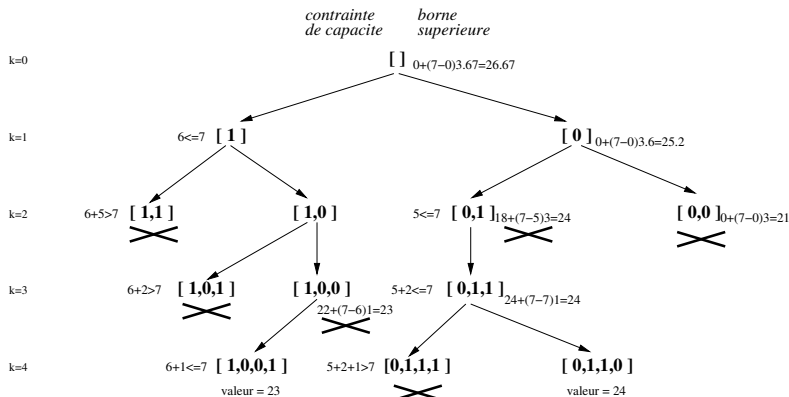 contrainte de capacite
borne superieure
k=0
[ ] 0+(7−0)3.67=26.67
k=1
6<=7 [ 1 ]
[ 0 ] 0+(7−0)3.6=25.2
k=2
6+5>7 [ 1,1 ]
[ 1,0 ]
5<=7 [ 0,1 ] 18+(7−5)3=24
[ 0,0 ] 0+(7−0)3=21
k=3
6+2>7 [ 1,0,1 ]
[ 1,0,0 ] 22+(7−6)1=23
5+2<=7 [ 0,1,1 ] 24+(7−7)1=24
k=4
6+1<=7 [ 1,0,0,1 ]
5+2+1>7 [0,1,1,1 ]
[ 0,1,1,0 ]
valeur = 23
valeur = 24